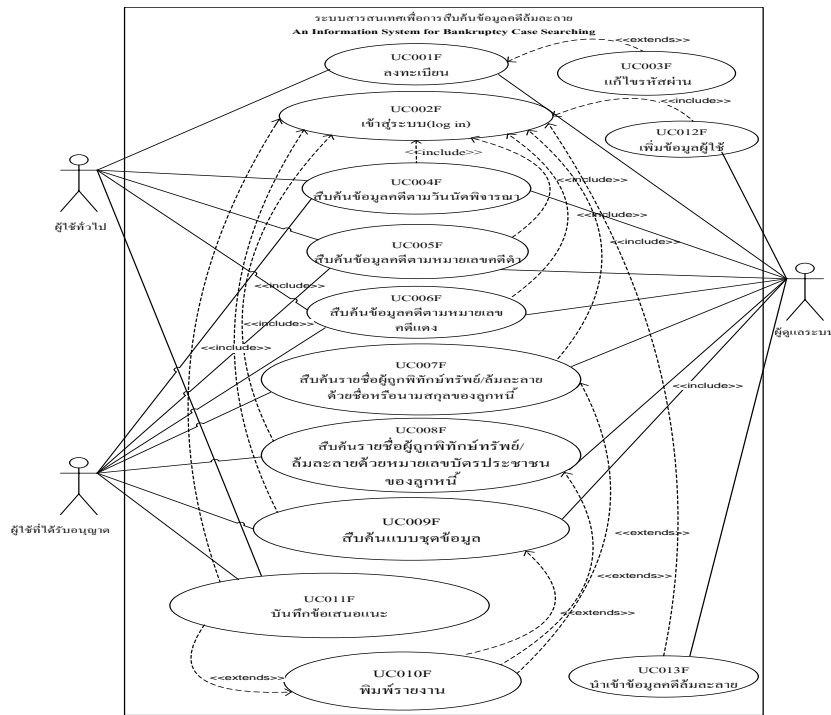 ระบบสารสนเทศเพื่อการสืบค้นข้อมูลคดีล้มละลาย
An Information System for Bankruptcy Case Searching
<<extends>>
UC001F
ลงทะเบียน
UC003F
แก้ไขรหัสผ่าน
UC002F
เข้าสู่ระบบ(log in)
<<include>>
UC012F
เพิ่มข้อมูลผู้ใช้
<<include>>
UC004F
สืบค้นข้อมูลคดีตามวันนัดพิจารณา
<<include>>
ผู้ใช้ทั่วไป
<<include>>
UC005F
สืบค้นข้อมูลคดีตามหมายเลขคดีดำ
<<include>>
<<include>>
UC006F
สืบค้นข้อมูลคดีตามหมายเลข
คดีแดง
ผู้ดูแลระบบ
<<include>>
<<include>>
UC007F
สืบค้นรายชื่อผู้ถูกพิทักษ์ทรัพย์/ล้มละลาย
ด้วยชื่อหรือนามสกุลของลูกหนี้
<<include>>
UC008F
สืบค้นรายชื่อผู้ถูกพิทักษ์ทรัพย์/
ล้มละลายด้วยหมายเลขบัตรประชาชน
ของลูกหนี้
ผู้ใช้ที่ได้รับอนุญาต
UC009F
สืบค้นแบบชุดข้อมูล
<<extends>>
<<extends>>
UC011F
บันทึกข้อเสนอแนะ
<<extends>>
<<extends>>
UC010F
พิมพ์รายงาน
UC013F
นำเข้าข้อมูลคดีล้มละลาย